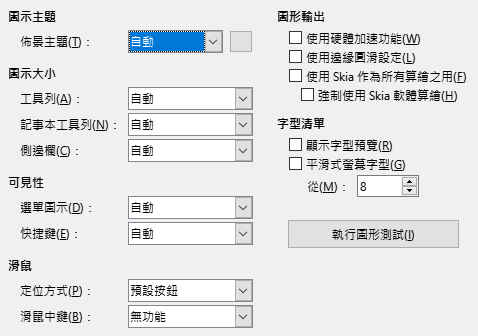 圖示主題
佈景主題(T)： 自動
圖示大小
工具列(A)： 自動
記事本工具列(N)： 自動
側邊欄(C)： 自動
可見性
選單圖示(D)： 自動
快捷鍵(E)： 自動
滑鼠
定位方式(P)： 預設按鈕
滑鼠中鍵(B)： 無功能
圖形輸出
使用硬體加速功能(W)
使用邊緣圓滑設定(L)
使用 Skia 作為所有算繪之用(F)
強制使用 Skia 軟體算繪(H)
字型清單
顯示字型預覽(R)
平滑式螢幕字型(G)
從(M)： 8
執行圖形測試(I)